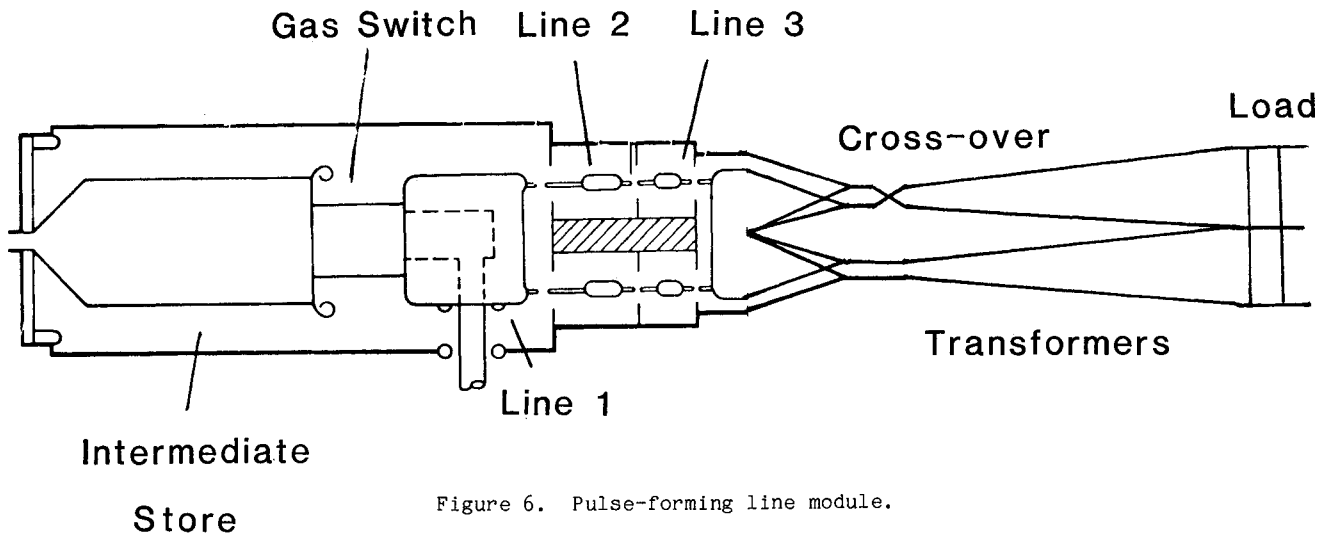 Gas Switch
Line 2
Line 3
Cross-over
Load
Transformers
Line 1
Intermediate
Store
Figure 6. Pulse-forming line module.